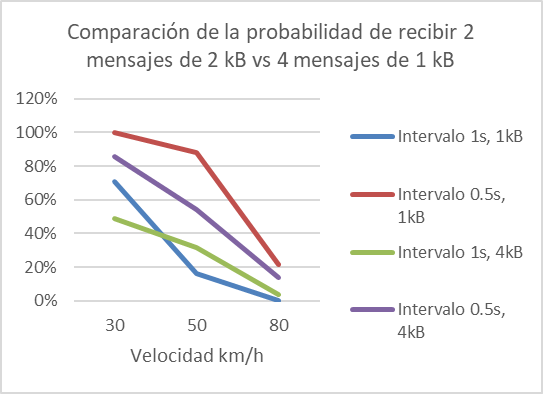 Comparación de la probabilidad de recibir 2
mensajes de 2 kB vs 4 mensajes de 1 kB
120%
100%
80%
60%
40%
20%
0%
30
50
80
Velocidad km/h
Intervalo 1s, 1kB
Intervalo 0.5s,
1kB
Intervalo 1s, 4kB
Intervalo 0.5s,
4kB